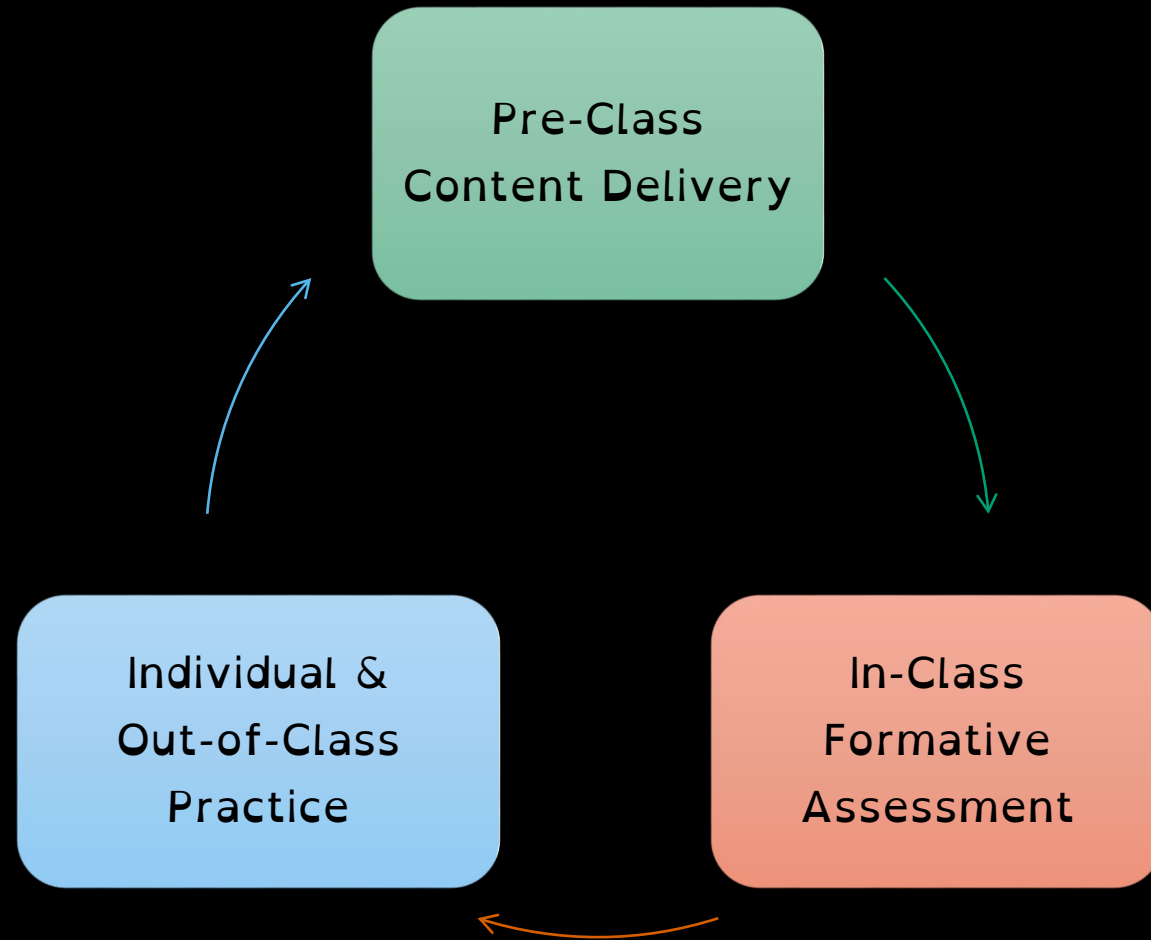 Pre-Class
Content Delivery
Individual &
Out-of-Class
Practice
In-Class
Formative
Assessment